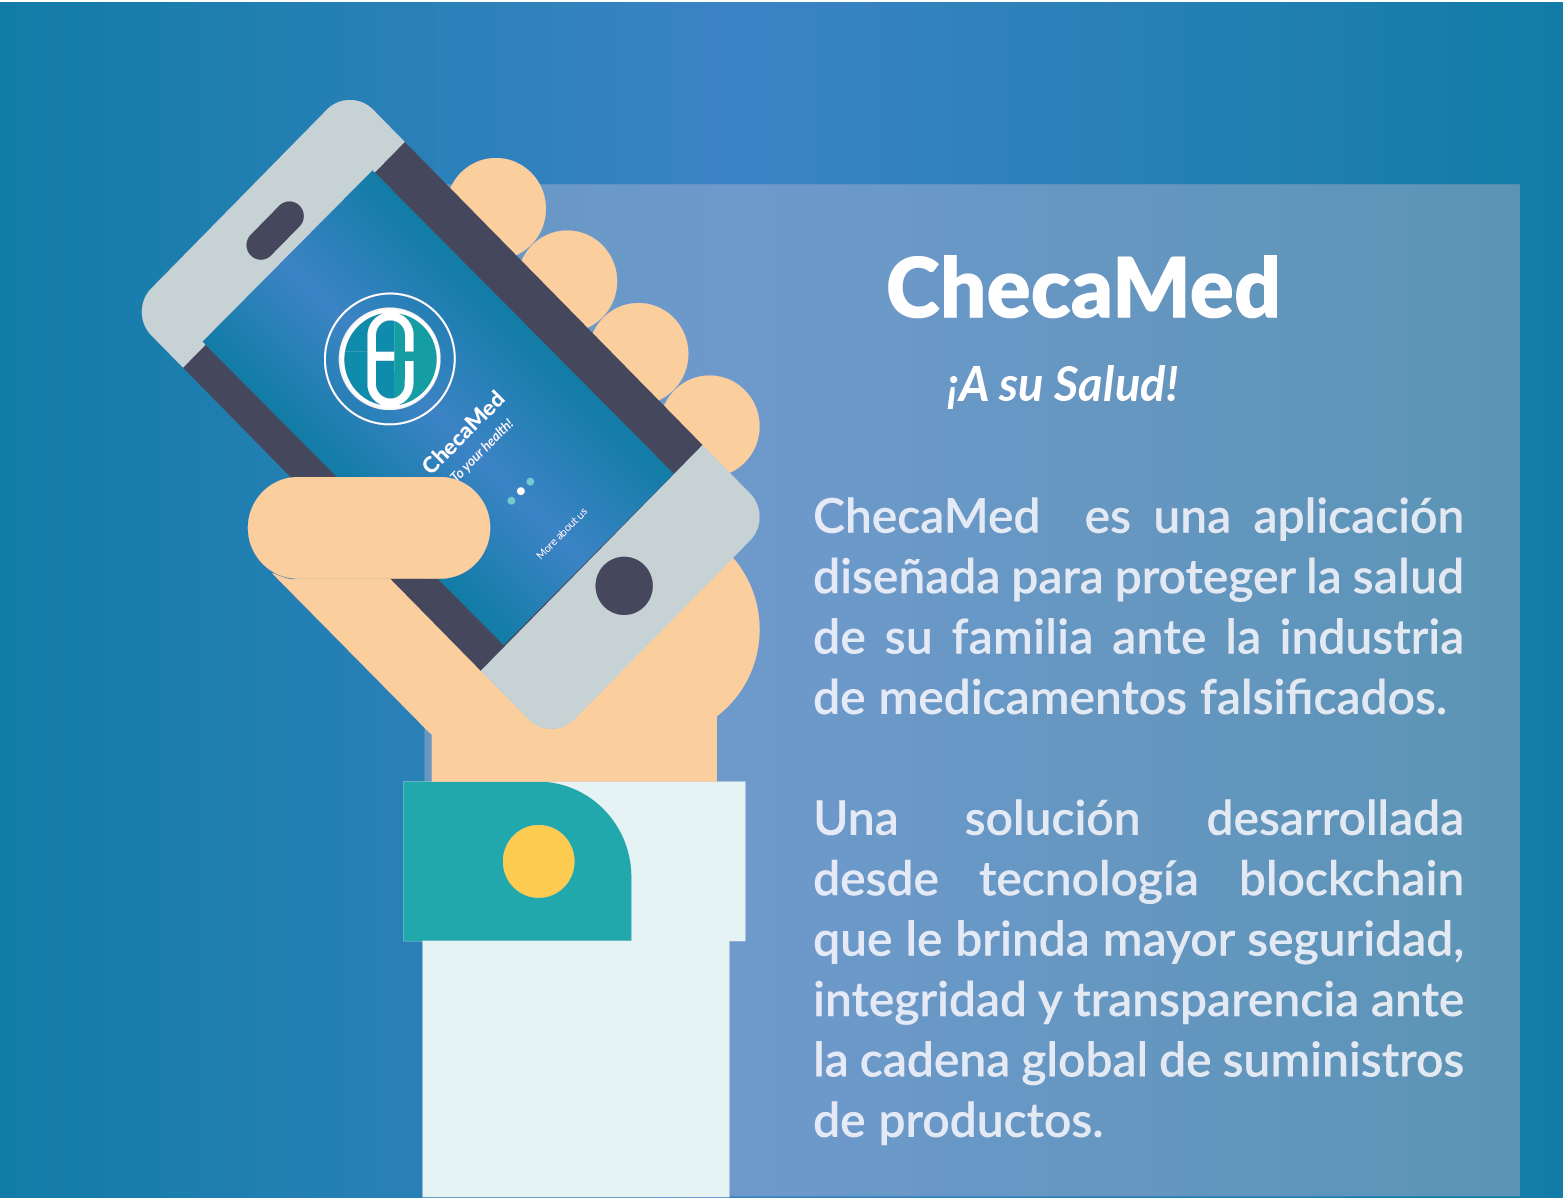 ChecaMed
¡A su Salud!
ChecaMed es una aplicación
diseñada para proteger la salud
de su familia ante la industria
de medicamentos falsificados.
Una solución desarrollada
desde tecnología blockchain
que le brinda mayor seguridad,
integridad y transparencia ante
la cadena global de suministros
de productos.
ChecaMed
To your health!
More about us